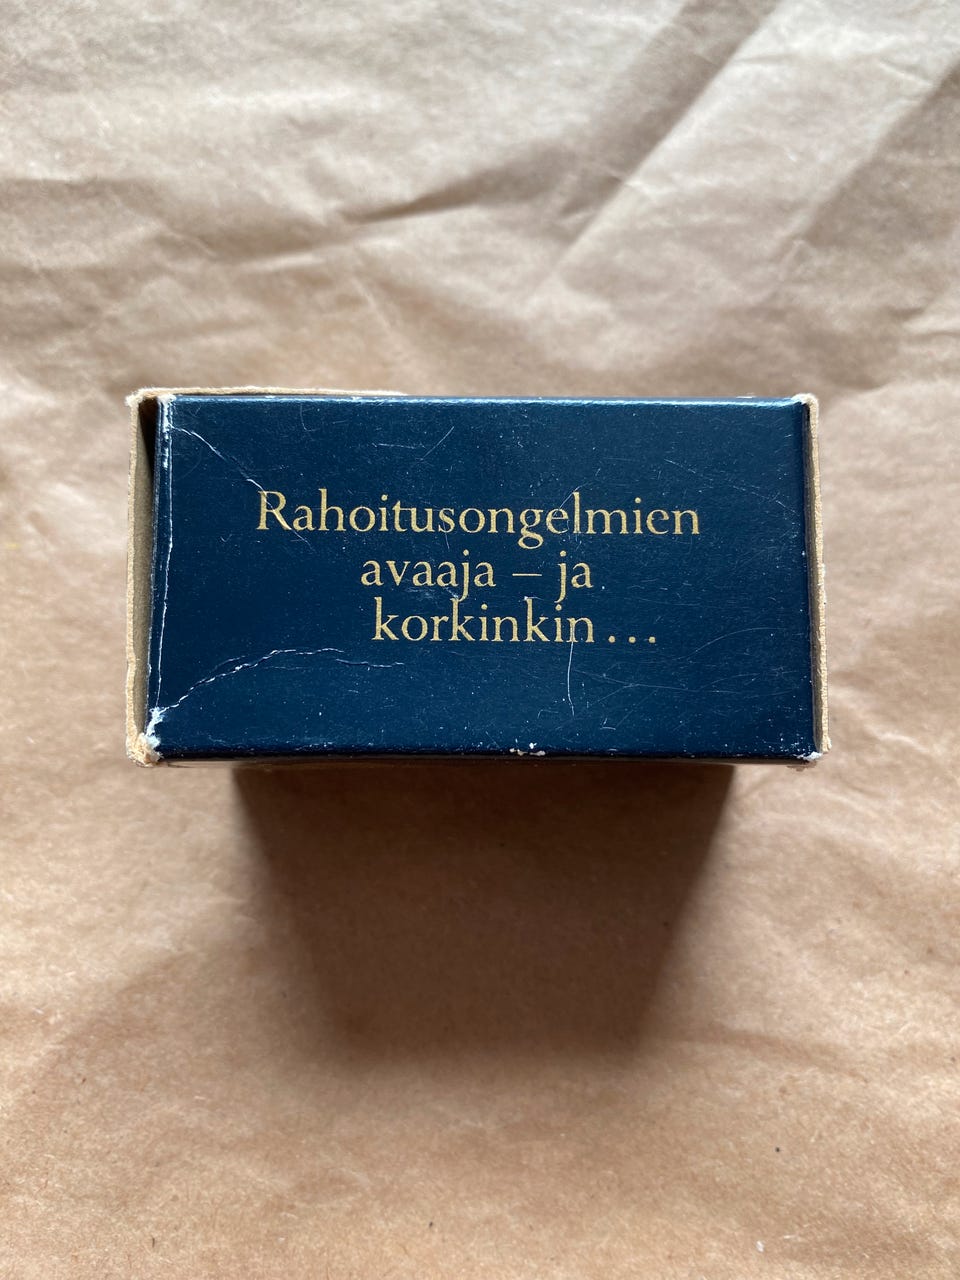 Rahoitusongelmien
avaaja – ja
korkinkin...